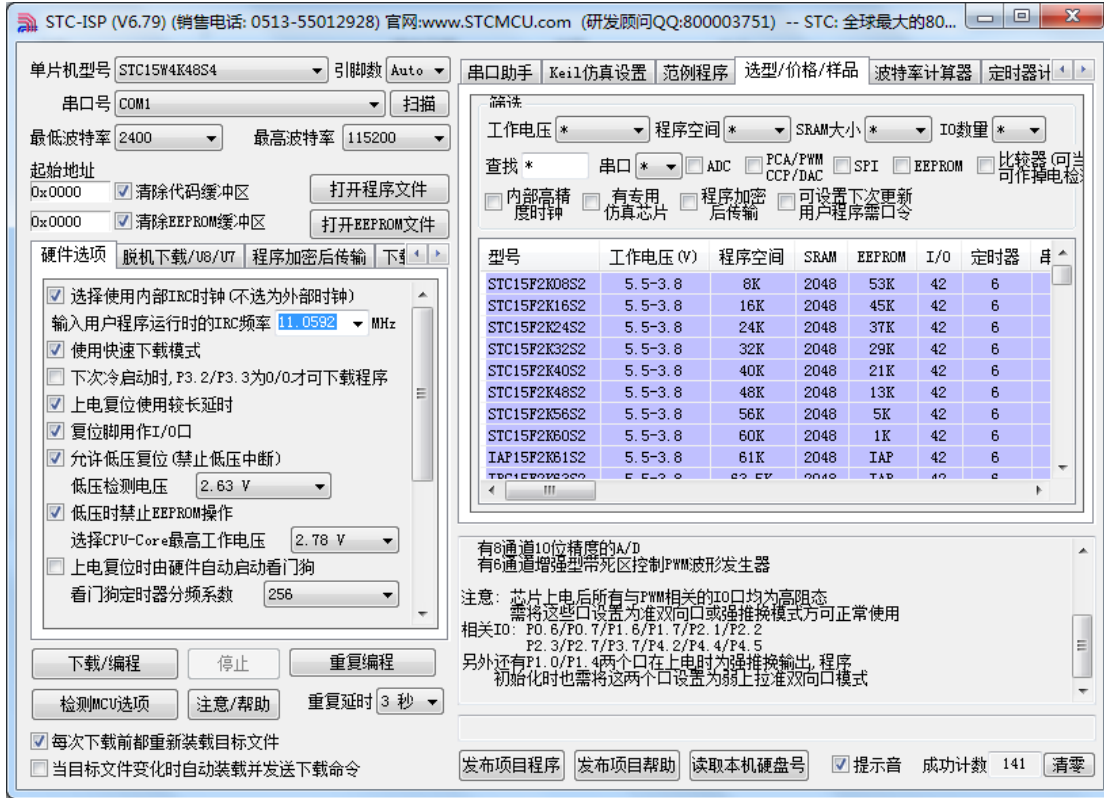 STC-ISP (V6.79) (销售电话: 0513-55012928) 官网:www.STCMCU.com (研发顾问QQ:800003751) -- STC: 全球最大的80...
单片机型号 STC15W4K48S4 引脚数 Auto
串口号 COM1 扫描
最低波特率 2400 最高波特率 115200
起始地址
0x0000 清除代码缓冲区 打开程序文件
0x0000 清除EEPROM缓冲区 打开EEPROM文件
硬件选项 脱机下载/U8/U7 程序加密后传输
选择使用内部IRC时钟(不选为外部时钟)
输入用户程序运行时的IRC频率 11.0592 MHz
使用快速下载模式
下次冷启动时,P3.2/P3.3为0/0才可下载程序
上电复位使用较长延时
复位脚用作I/O口
允许低压复位(禁止低压中断)
低压检测电压 2.63 V
低压时禁止EEPROM操作
选择CPU-Core最高工作电压 2.78 V
上电复位时由硬件自动启动看门狗
看门狗定时器分频系数 256
下载/编程 停止 重复编程
检测MCU选项 注意/帮助 重复延时 3 秒
每次下载前都重新装载目标文件
当目标文件变化时自动装载并发送下载命令
串口助手 Keil仿真设置 范例程序 选型/价格/样品 波特率计算器 定时器计
筛选
工作电压 * 程序空间 * SRAM大小 * IO数量 *
查找 * 串口 * ADC PCA/PWM CCP/DAC SPI EEPROM 比较器(可当 可作掉电检
内部高精度时钟 有专用仿真芯片 程序加密后传输 可设置下次更新用户程序需口令
型号 工作电压(V) 程序空间 SRAM EEPROM I/O 定时器 串
STC15F2K08S2 5.5-3.8 8K 2048 53K 42 6
STC15F2K16S2 5.5-3.8 16K 2048 45K 42 6
STC15F2K24S2 5.5-3.8 24K 2048 37K 42 6
STC15F2K32S2 5.5-3.8 32K 2048 29K 42 6
STC15F2K40S2 5.5-3.8 40K 2048 21K 42 6
STC15F2K48S2 5.5-3.8 48K 2048 13K 42 6
STC15F2K56S2 5.5-3.8 56K 2048 5K 42 6
STC15F2K60S2 5.5-3.8 60K 2048 1K 42 6
IAP15F2K61S2 5.5-3.8 61K 2048 IAP 42 6
有8通道10位精度的A/D
有6通道增强型带死区控制PWM波形发生器
注意: 芯片上电后所有与PWM相关的IO口均为高阻态
需将这些口设置为准双向口或强推换模式方可正常使用
相关IO: P0.6/P0.7/P1.6/P1.7/P2.1/P2.2
P2.3/P2.7/P3.7/P4.2/P4.4/P4.5
另外还有P1.0/P1.4两个口在上电时为强推换输出,程序
初始化时也需将这两个口设置为弱上拉准双向口模式
发布项目程序 发布项目帮助 读取本机硬盘号 提示音 成功计数 141 清零